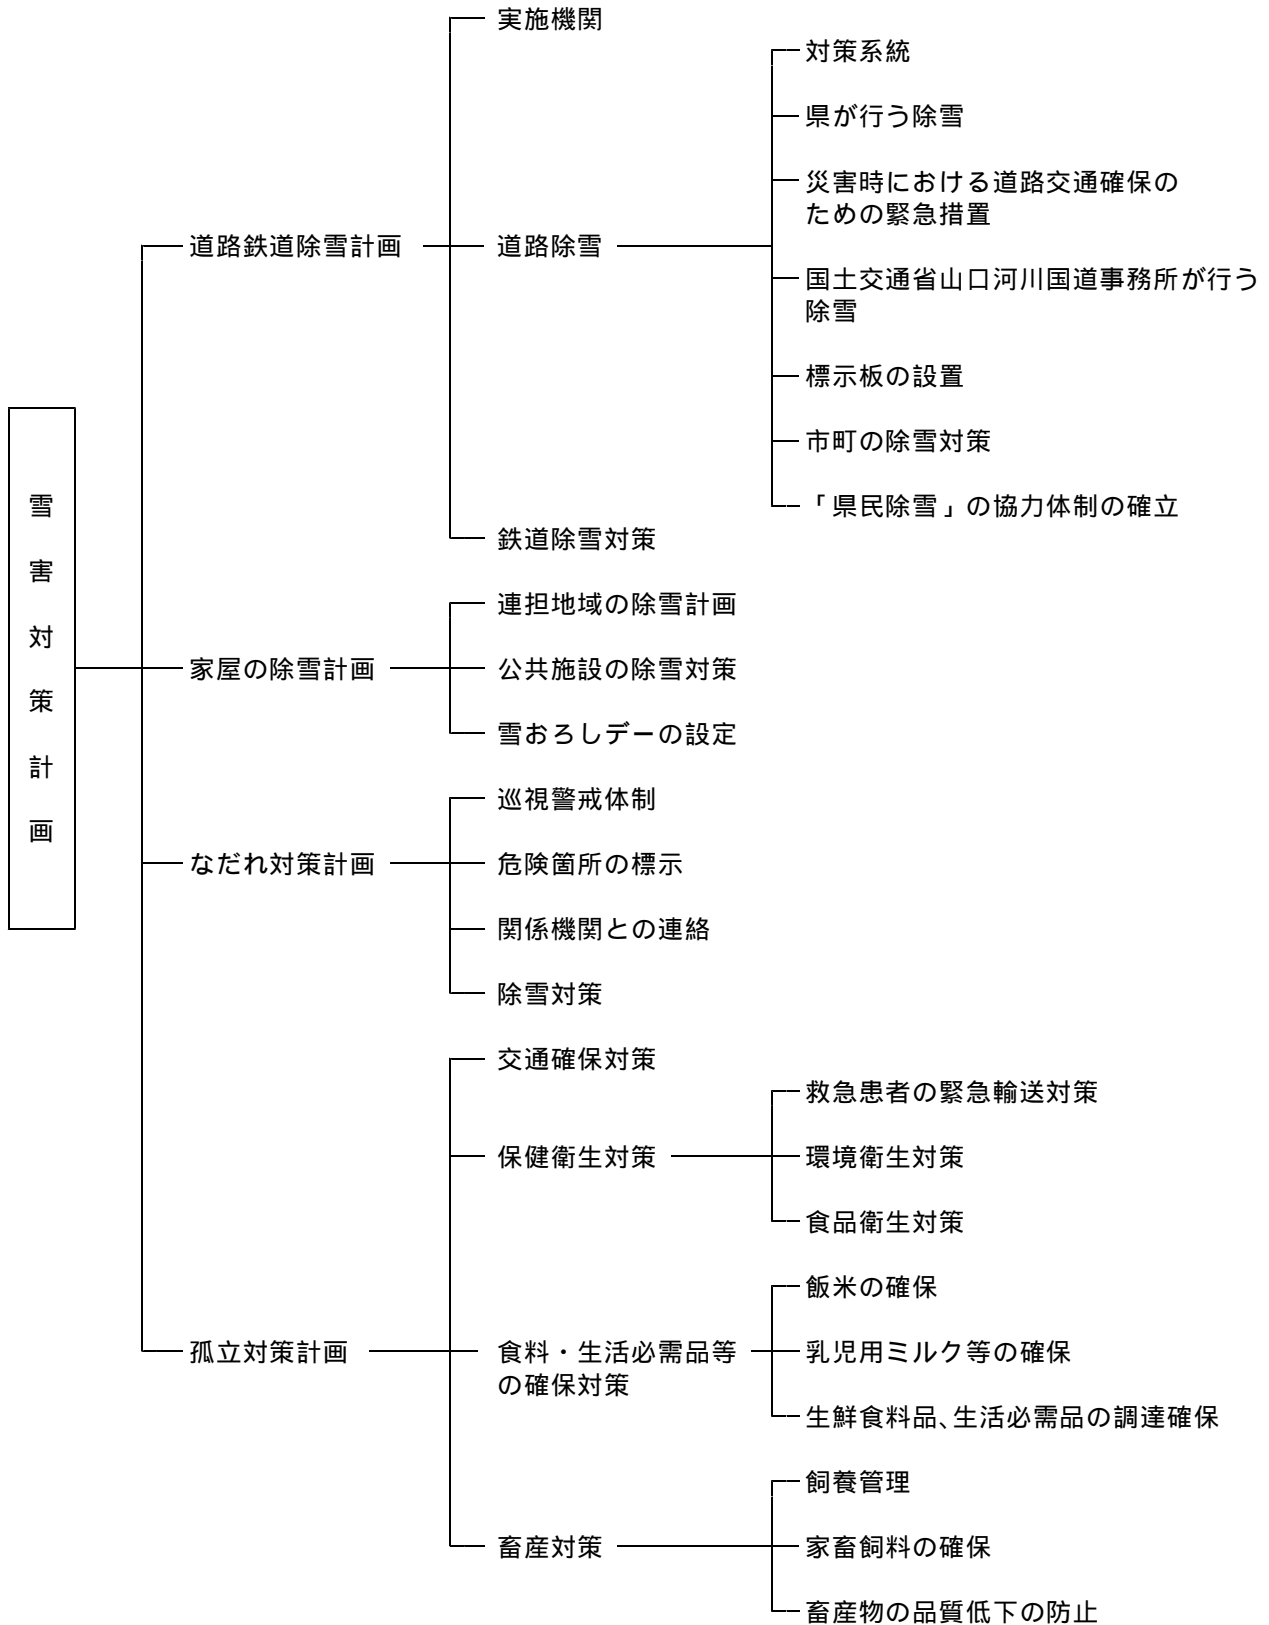 雪害対策計画
道路鉄道除雪計画
実施機関
道路除雪
対策系統
県が行う除雪
災害時における道路交通確保の
ための緊急措置
国土交通省山口河川国道事務所が行う
除雪
標示板の設置
市町の除雪対策
「県民除雪」の協力体制の確立
鉄道除雪対策
家屋の除雪計画
連担地域の除雪計画
公共施設の除雪対策
雪おろしデーの設定
なだれ対策計画
巡視警戒体制
危険箇所の標示
関係機関との連絡
除雪対策
孤立対策計画
交通確保対策
保健衛生対策
救急患者の緊急輸送対策
環境衛生対策
食品衛生対策
食料・生活必需品等
の確保対策
飯米の確保
乳児用ミルク等の確保
生鮮食料品、生活必需品の調達確保
畜産対策
飼養管理
家畜飼料の確保
畜産物の品質低下の防止